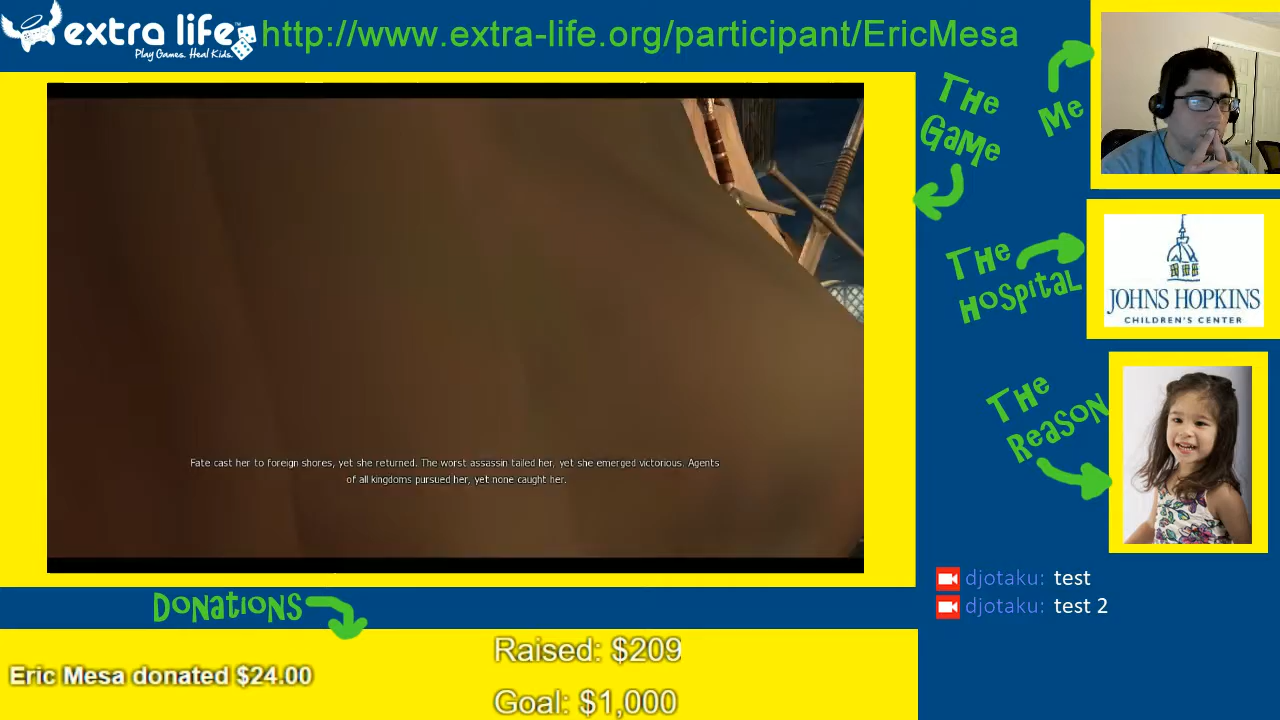 extra life
Play Games. Heal Kids.
http://www.extra-life.org/participant/EricMesa
The
Game
Me
The
Hospital
JOHNS HOPKINS
CHILDREN'S CENTER
The
Reason
Fate cast her to foreign shores, yet she returned. The worst assassin tailed her, yet she emerged victorious. Agents
of all kingdoms pursued her, yet none caught her.
djotaku: test
djotaku: test 2
Donations
Eric Mesa donated $24.00
Raised: $209
Goal: $1,000